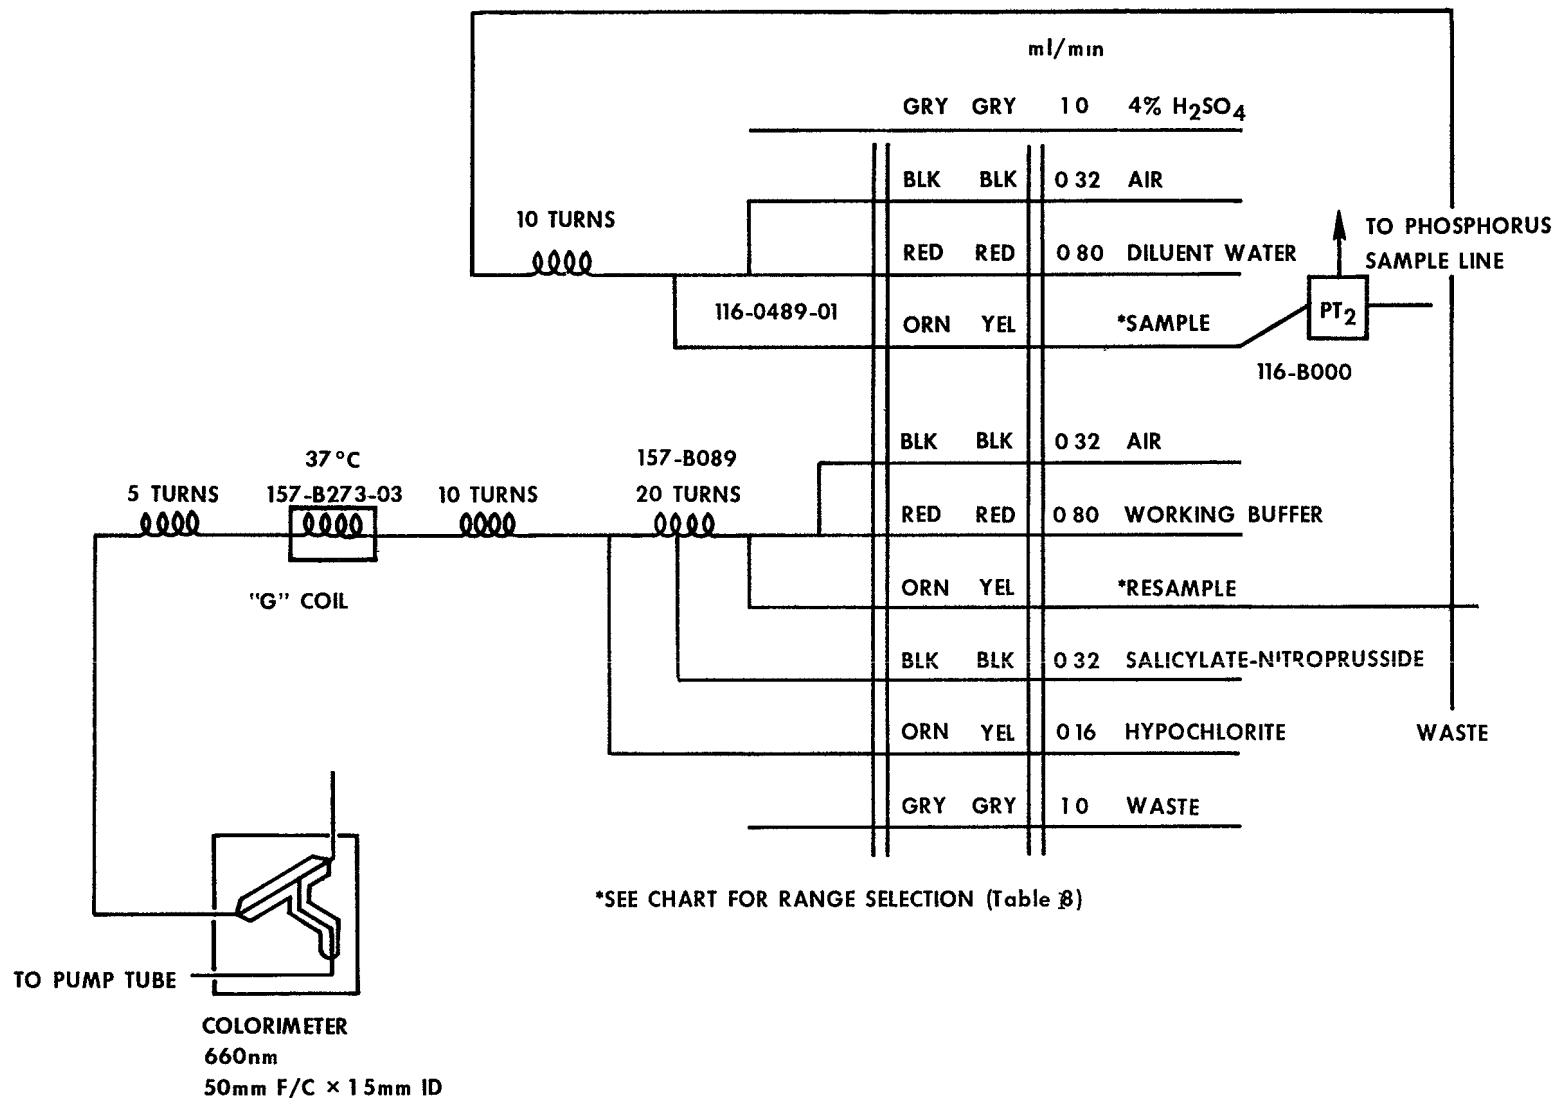 ml/min
GRY GRY 1 0 4% H2SO4
BLK BLK 0 32 AIR
10 TURNS
TO PHOSPHORUS
SAMPLE LINE
RED RED 0 80 DILUENT WATER
116-0489-01
PT2
ORN YEL *SAMPLE
116-B000
BLK BLK 0 32 AIR
37°C
157-B089
5 TURNS
157-B273-03
10 TURNS
20 TURNS
RED RED 0 80 WORKING BUFFER
"G" COIL
ORN YEL *RESAMPLE
BLK BLK 0 32 SALICYLATE-NITROPRUSSIDE
ORN YEL 0 16 HYPOCHLORITE
WASTE
GRY GRY 1 0 WASTE
*SEE CHART FOR RANGE SELECTION (Table 8)
TO PUMP TUBE
COLORIMETER
660nm
50mm F/C × 1 5mm ID